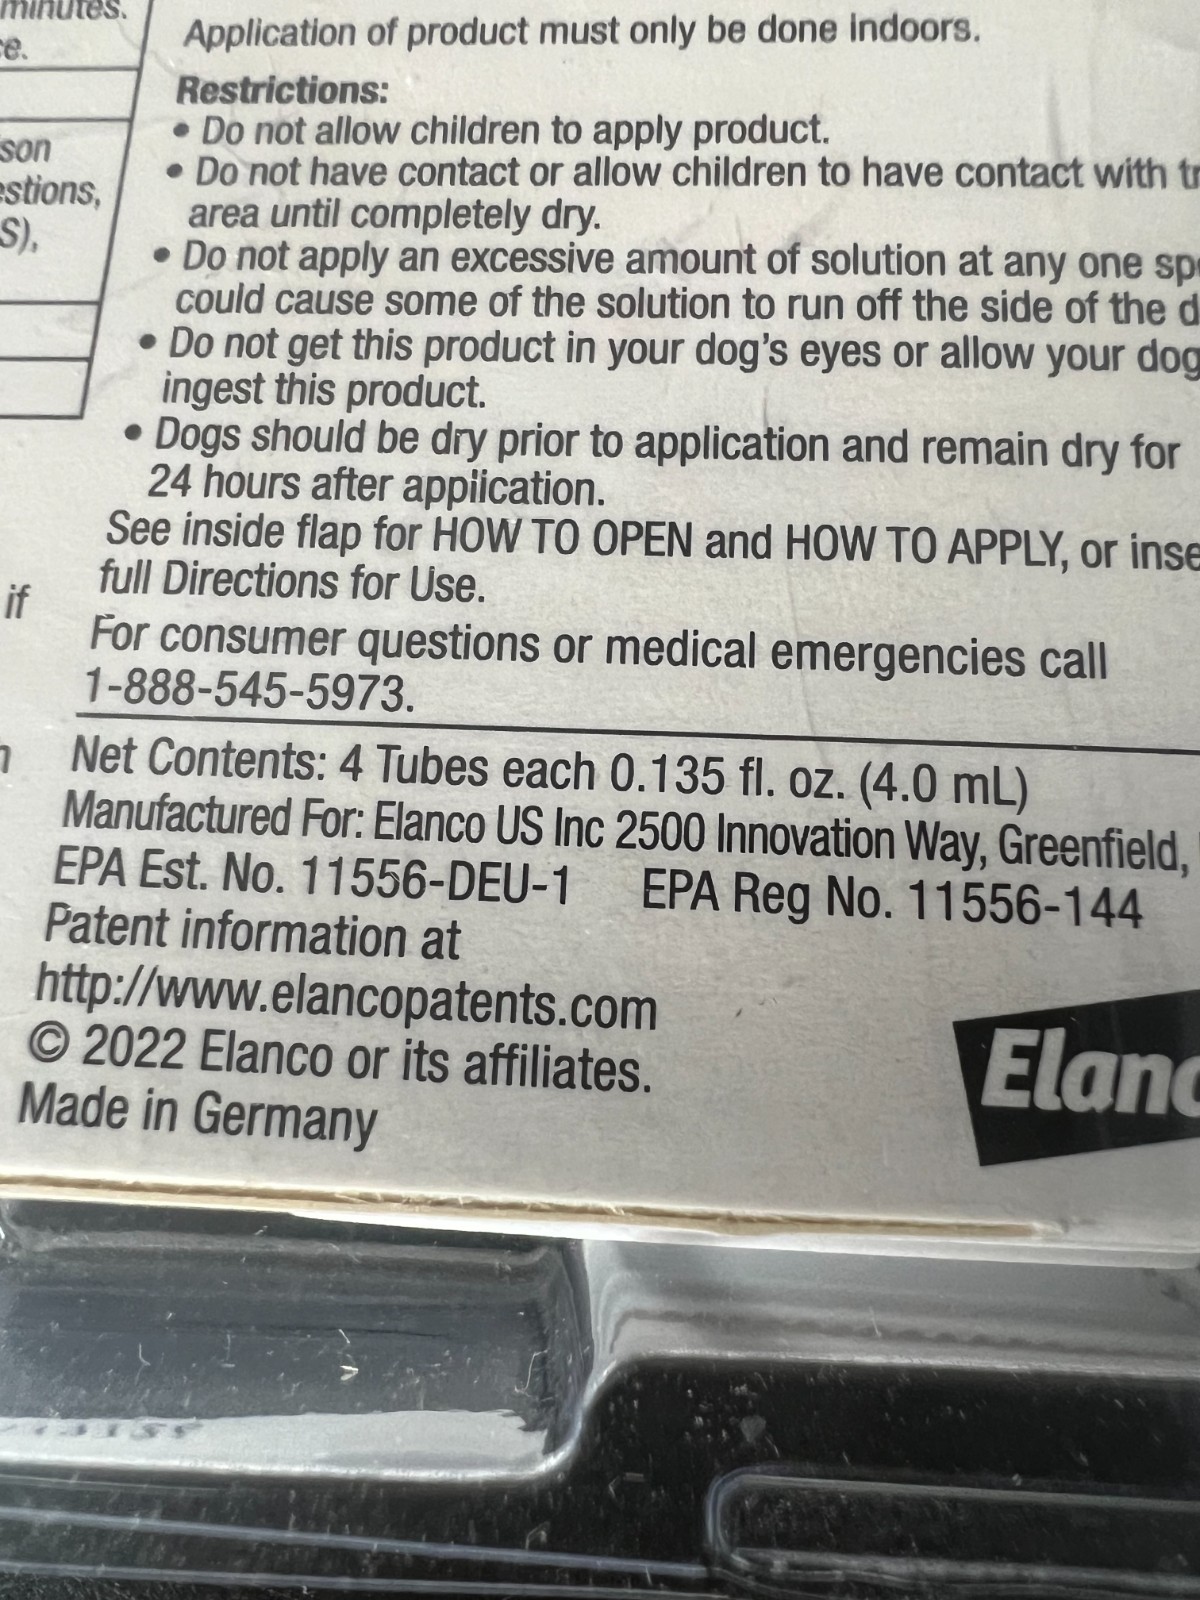 minutes.
son
if
Application of product must only be done indoors.
Restrictions:
• Do not allow children to apply product.
• Do not have contact or allow children to have contact with
area until completely dry.
• Do not apply an excessive amount of solution at any one
could cause some of the solution to run off the side of the
• Do not get this product in your dog's eyes or allow your dog
ingest this product.
• Dogs should be dry prior to application and remain dry for
24 hours after application.
See inside flap for HOW TO OPEN and HOW TO APPLY, or
full Directions for Use.
For consumer questions or medical emergencies call
1-888-545-5973.
Net Contents: 4 Tubes each 0.135 fl. oz. (4.0 mL)
Manufactured For: Elanco US Inc 2500 Innovation Way, Greenfield,
EPA Est. No. 11556-DEU-1 EPA Reg No. 11556-144
Patent information at
http://www.elancopatents.com
© 2022 Elanco or its affiliates.
Made in Germany